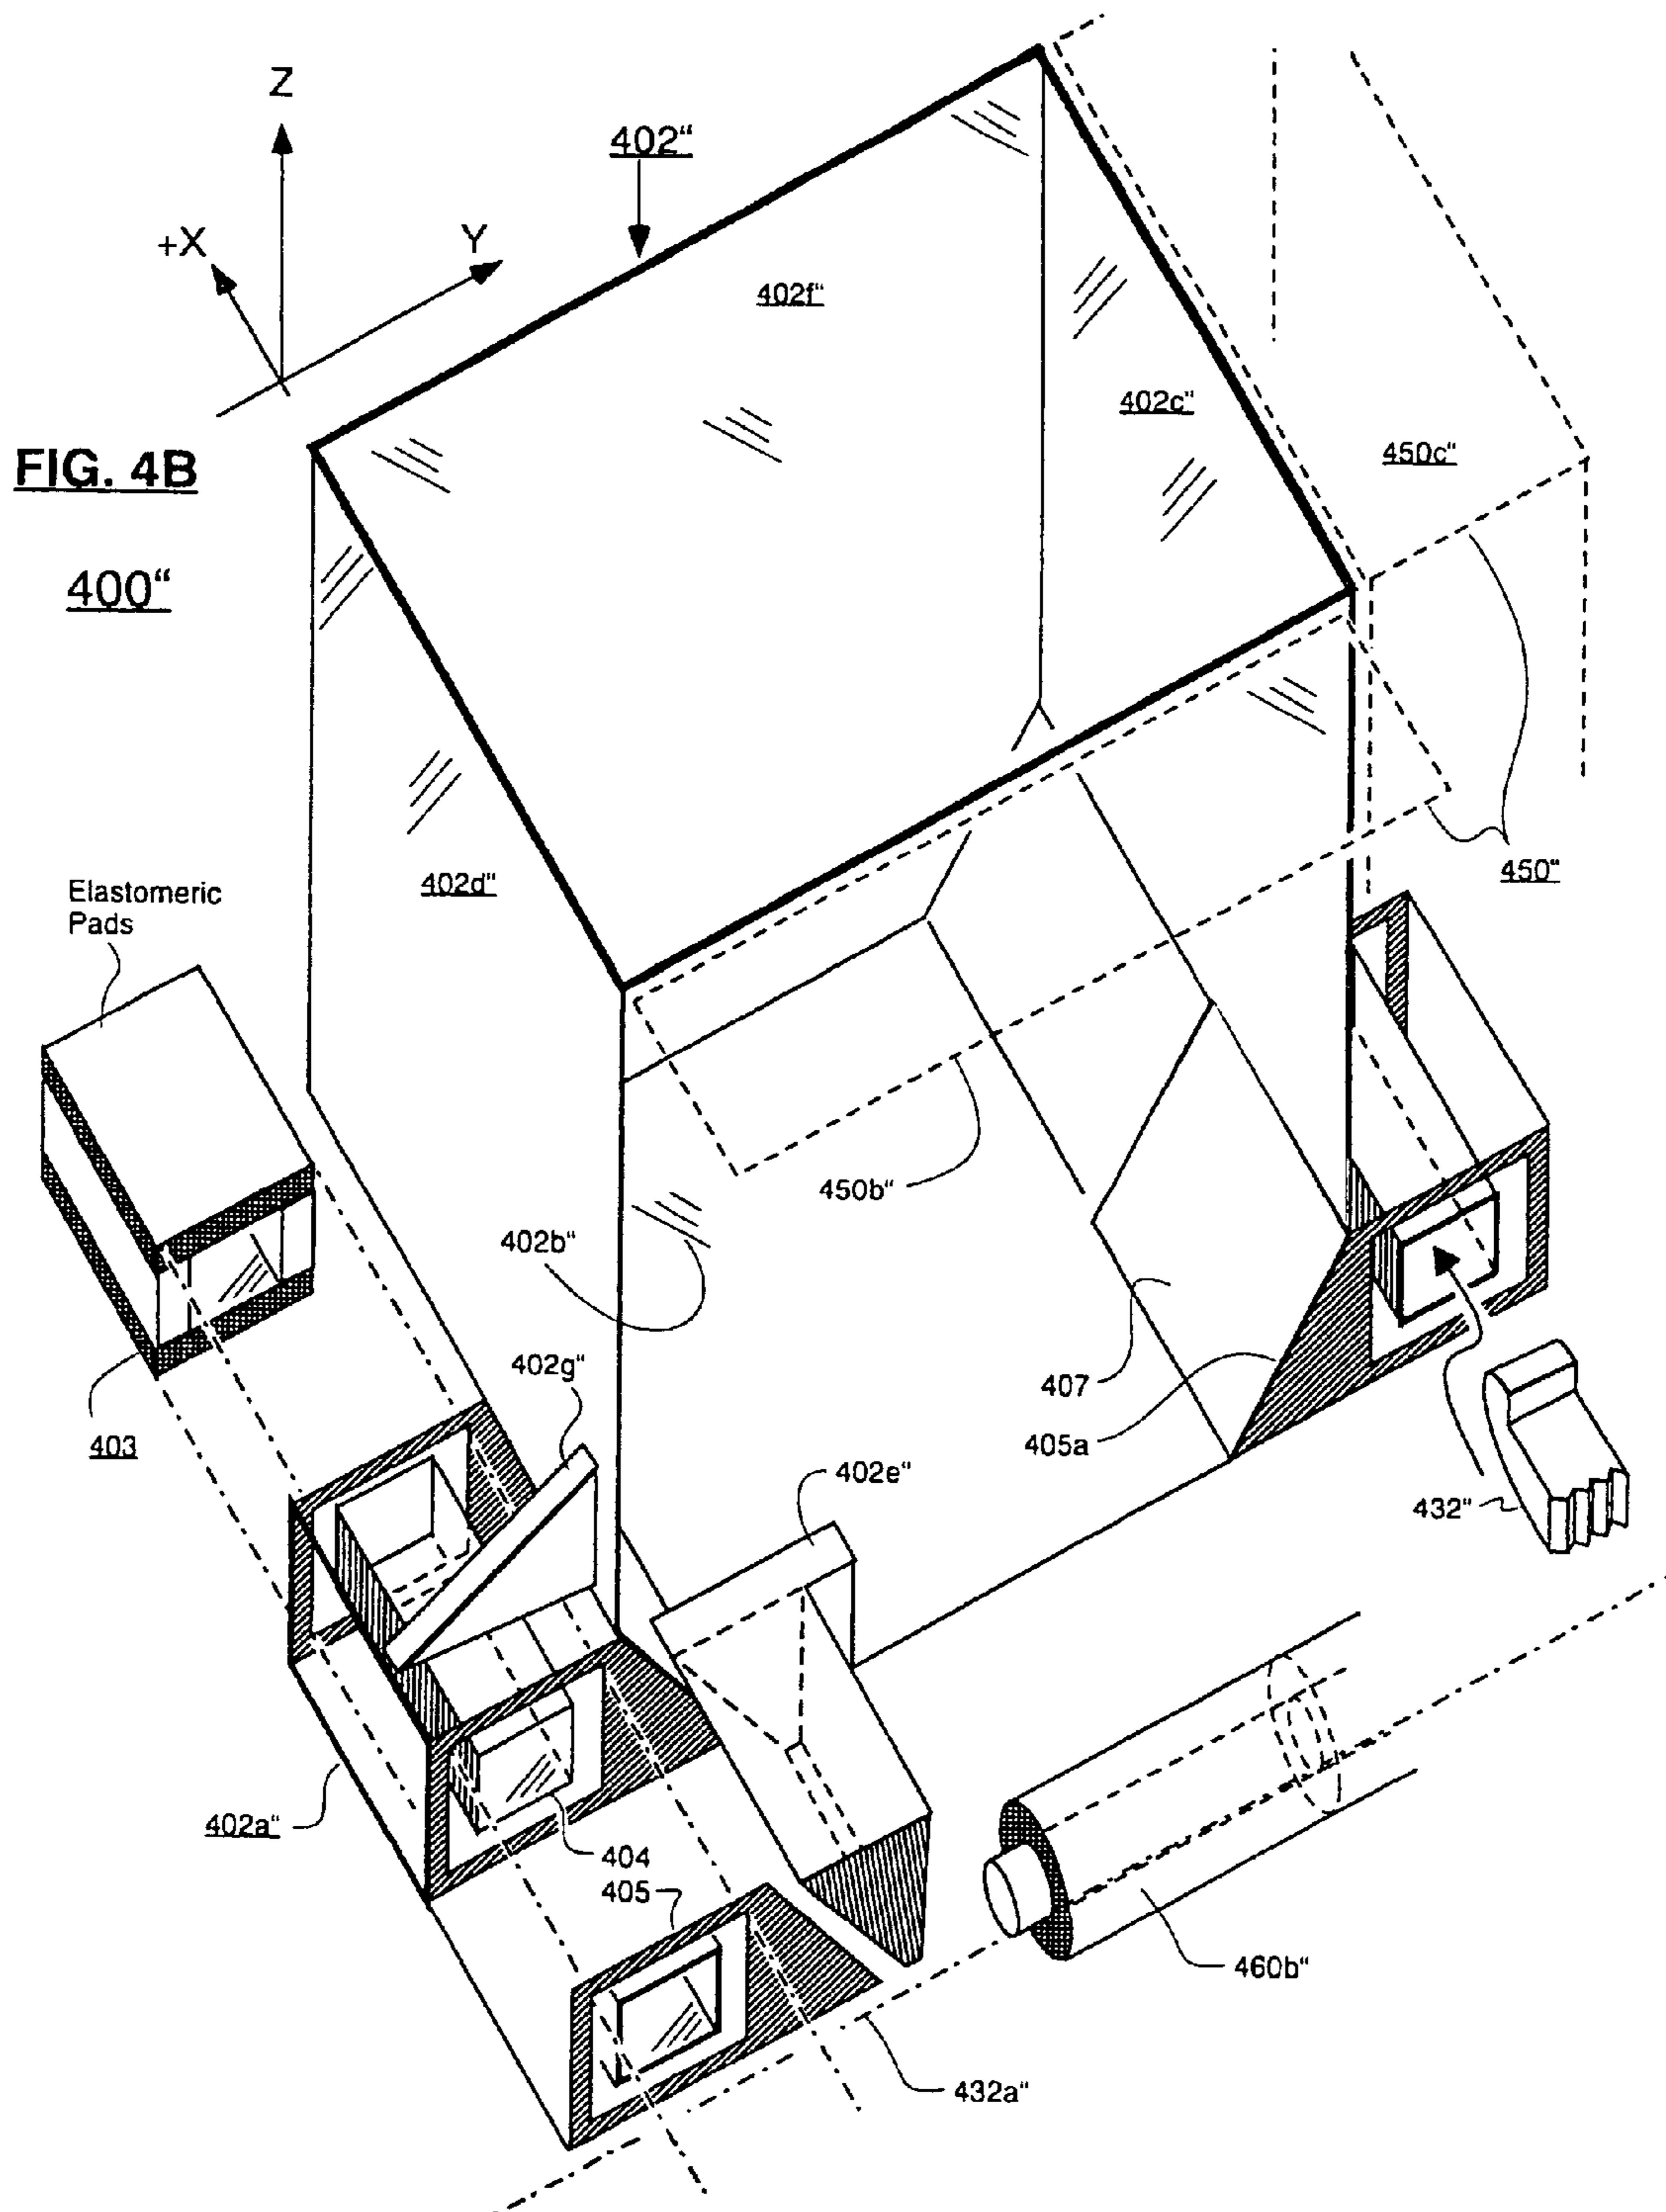 Z
402“
+X
Y
402f“
402c“
FIG. 4B
450c“
400“
402d“
450“
Elastomeric
Pads
450b“
402b“
402g“
407
403
405a
402e“
432“
402a“
404
405
460b“
432a“